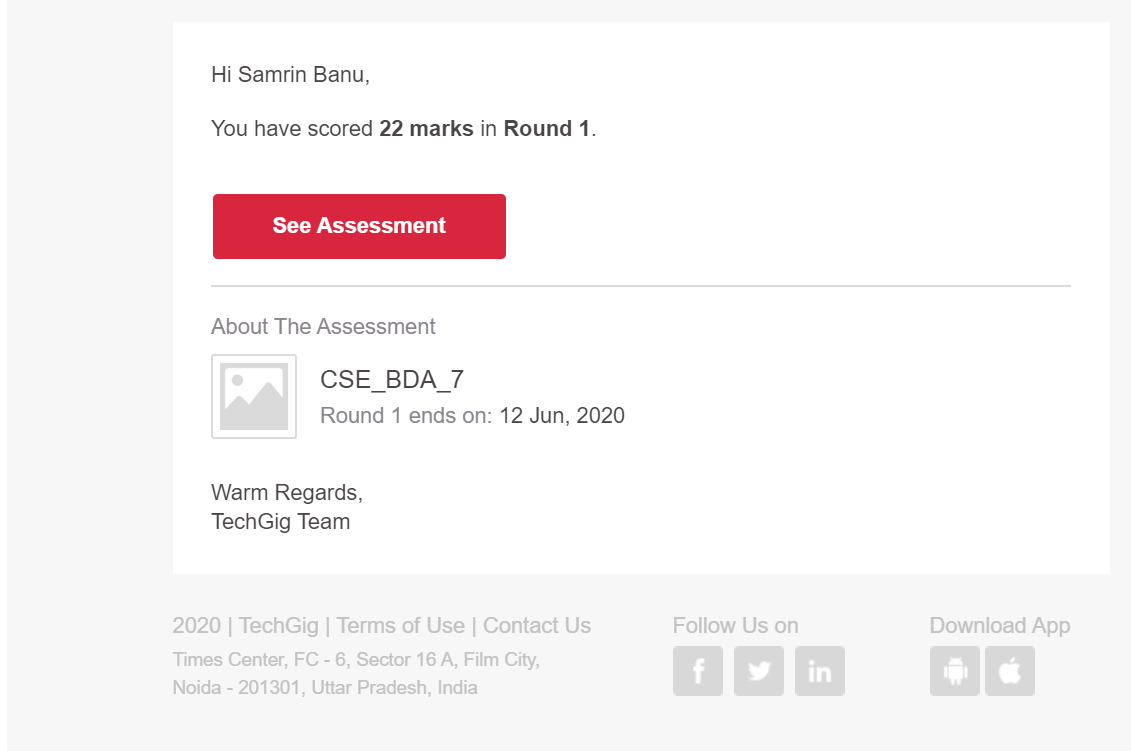 Hi Samrin Banu,
You have scored 22 marks in Round 1.
See Assessment
About The Assessment
CSE_BDA_7
Round 1 ends on: 12 Jun, 2020
Warm Regards,
TechGig Team
2020 | TechGig | Terms of Use | Contact Us
Times Center, FC - 6, Sector 16 A, Film City,
Noida - 201301, Uttar Pradesh, India
Follow Us on
Download App